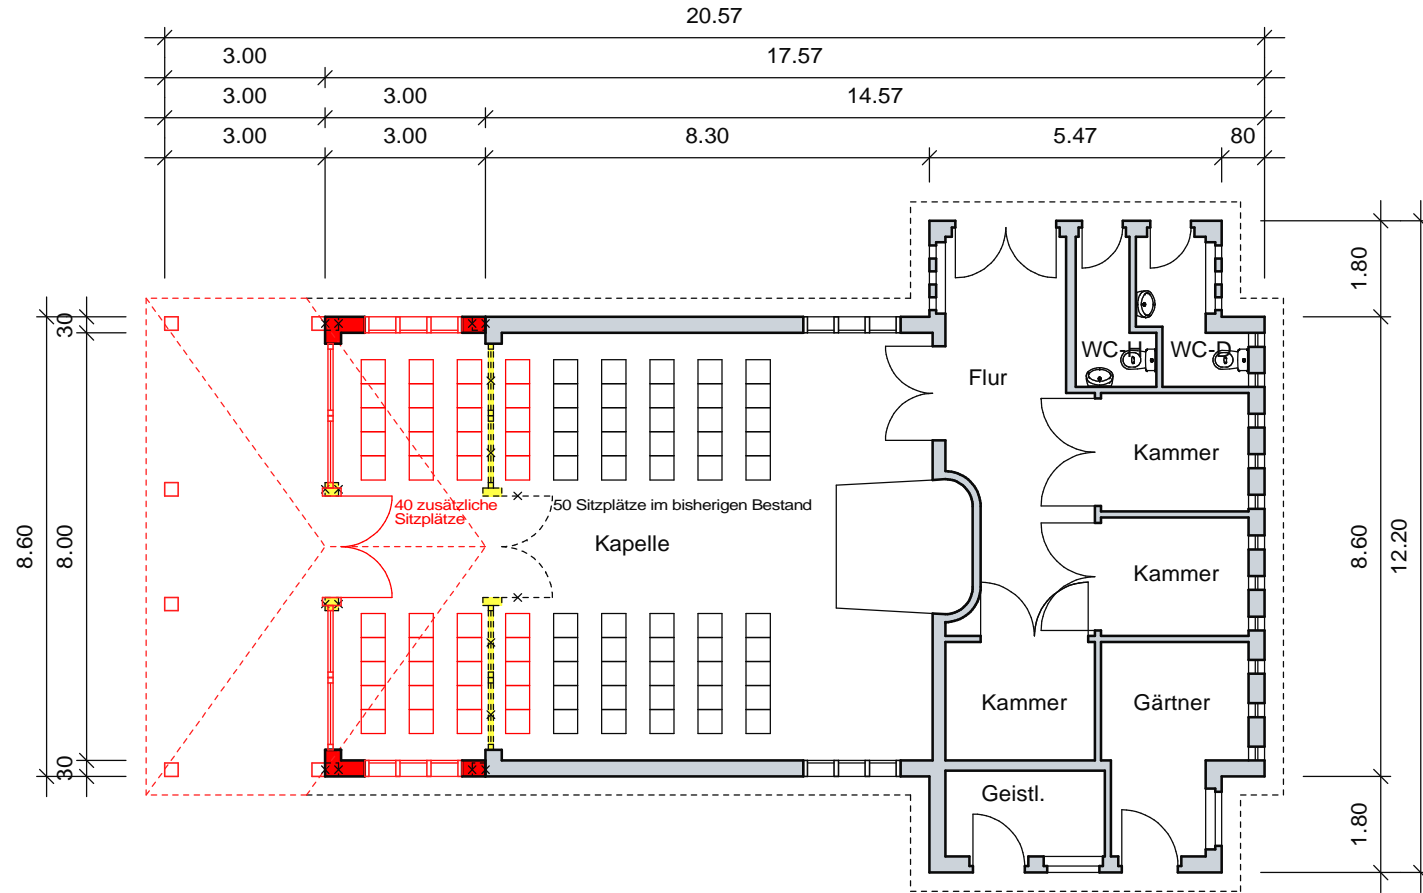 20.57
3.00 17.57
3.00 3.00 14.57
3.00 3.00 8.30 5.47 80
1.80
30
WC-H WC-D
Flur
Kammer
40 zusätzliche
Sitzplätze
50 Sitzplätze im bisherigen Bestand
Kapelle
8.60 8.00 8.60 12.20
Kammer
Kammer Gärtner
30
Geistl.
1.80